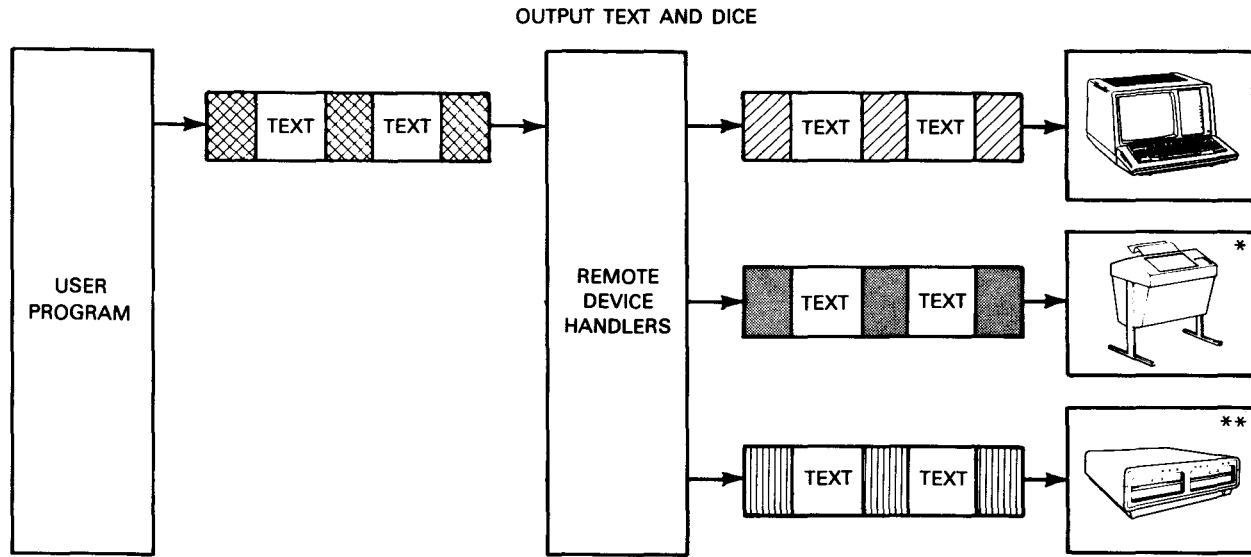 OUTPUT TEXT AND DICE
USER
PROGRAM
TEXT TEXT
REMOTE
DEVICE
HANDLERS
TEXT TEXT
TEXT TEXT
*
TEXT TEXT
**